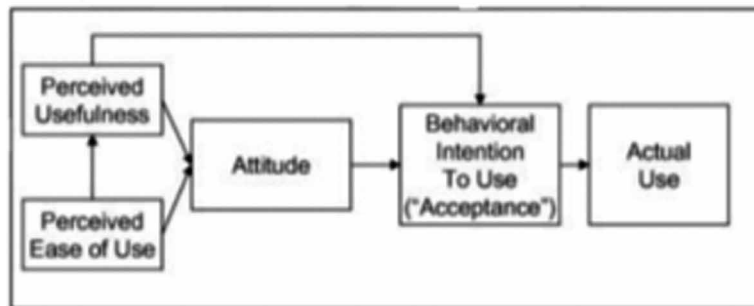 Perceived
Usefulness
Attitude
Behavioral
Intention
To Use
("Acceptance")
Actual
Use
Perceived
Ease of Use